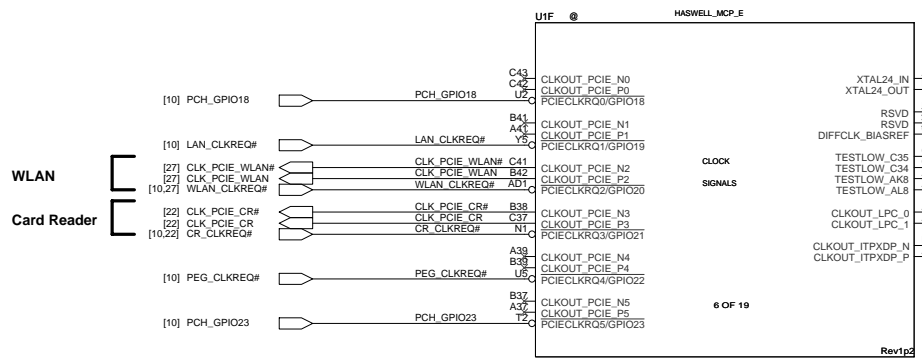 U1F @ HASWELL_MCP_E
C43 CLKOUT_PCIE_N0 XTAL24_IN
C42 CLKOUT_PCIE_P0 XTAL24_OUT
[10] PCH_GPIO18 PCH_GPIO18 U2 PCIECLKRQ0/GPIO18
RSVD
B41 CLKOUT_PCIE_N1 RSVD
A41 CLKOUT_PCIE_P1 DIFFCLK_BIASREF
[10] LAN_CLKREQ# LAN_CLKREQ# Y5 PCIECLKRQ1/GPIO19
TESTLOW_C35
WLAN [27] CLK_PCIE_WLAN# CLK_PCIE_WLAN# C41 CLKOUT_PCIE_N2 CLOCK TESTLOW_C34
[27] CLK_PCIE_WLAN CLK_PCIE_WLAN B42 CLKOUT_PCIE_P2 TESTLOW_AK8
[10,27] WLAN_CLKREQ# WLAN_CLKREQ# AD1 PCIECLKRQ2/GPIO20 SIGNALS TESTLOW_AL8
Card Reader [22] CLK_PCIE_CR# CLK_PCIE_CR# B38 CLKOUT_PCIE_N3 CLKOUT_LPC_0
[22] CLK_PCIE_CR CLK_PCIE_CR C37 CLKOUT_PCIE_P3 CLKOUT_LPC_1
[10,22] CR_CLKREQ# CR_CLKREQ# N1 PCIECLKRQ3/GPIO21
CLKOUT_ITPXDP_N
A39 CLKOUT_PCIE_N4 CLKOUT_ITPXDP_P
B39 CLKOUT_PCIE_P4
[10] PEG_CLKREQ# PEG_CLKREQ# U5 PCIECLKRQ4/GPIO22
B37 CLKOUT_PCIE_N5 6 OF 19
A37 CLKOUT_PCIE_P5
[10] PCH_GPIO23 PCH_GPIO23 T2 PCIECLKRQ5/GPIO23
Rev1p2